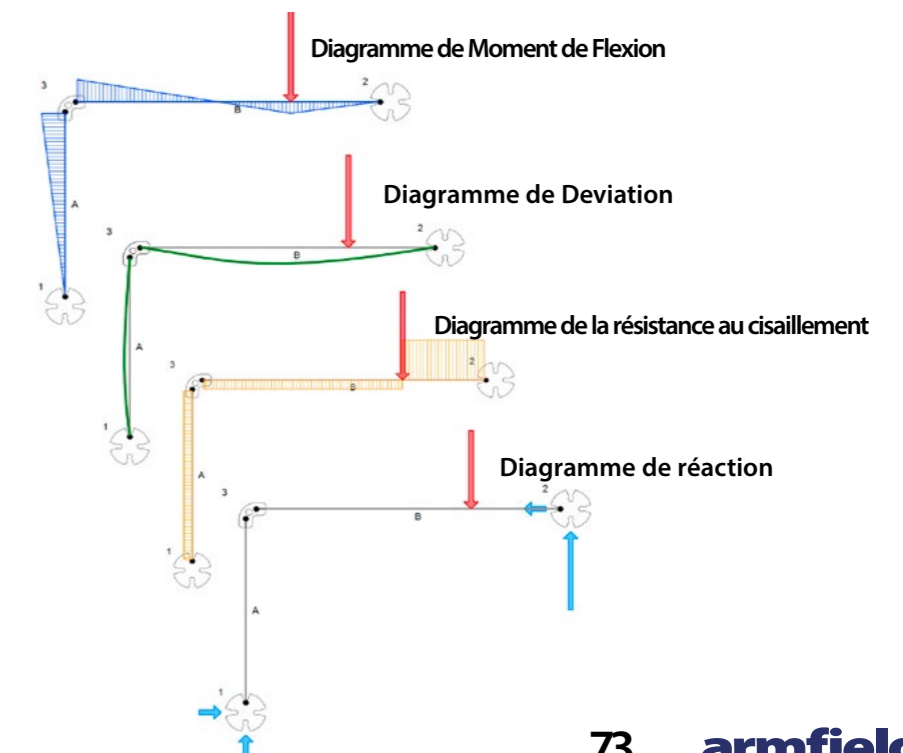 Diagramme de Moment de Flexion
3
2
B
A
1
Diagramme de Deviation
3
2
B
A
1
Diagramme de la résistance au cisaillement
3
2
B
A
1
Diagramme de réaction
3
2
B
A
1
73 armfield